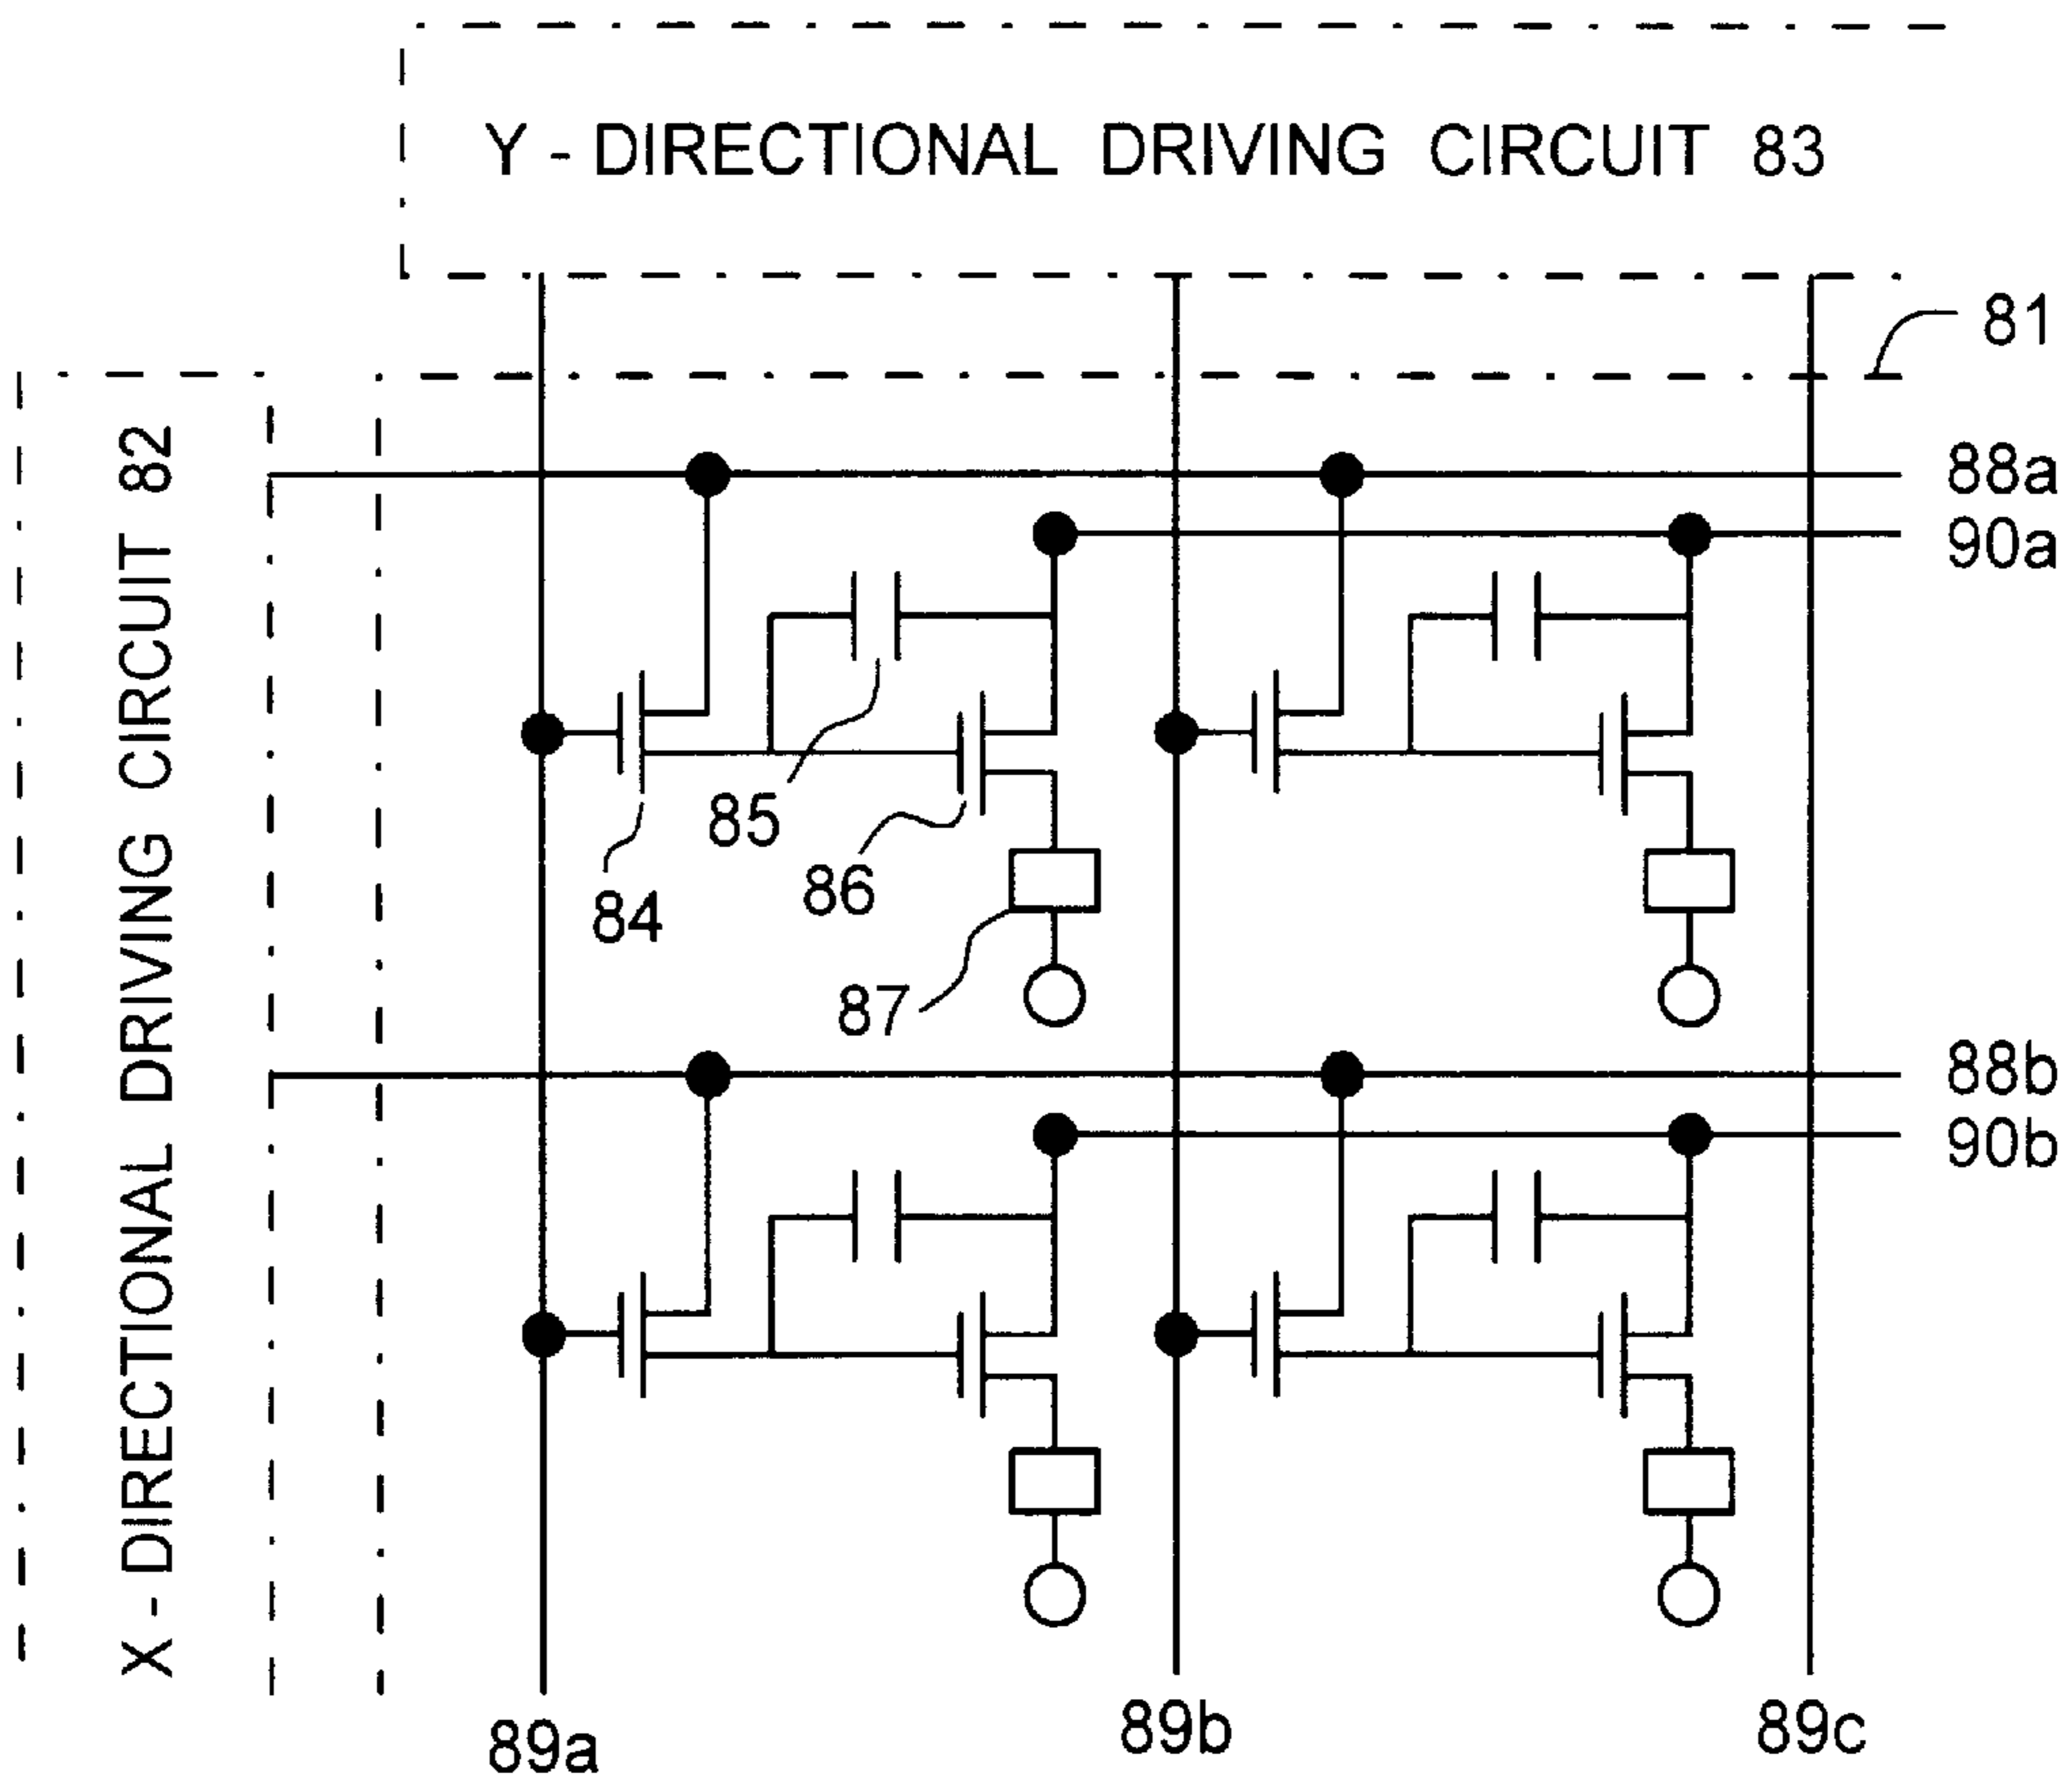 Y - DIRECTIONAL DRIVING CIRCUIT 83
81
X - DIRECTIONAL DRIVING CIRCUIT 82
88a
90a
85
86
84
87
88b
90b
89a
89b
89c